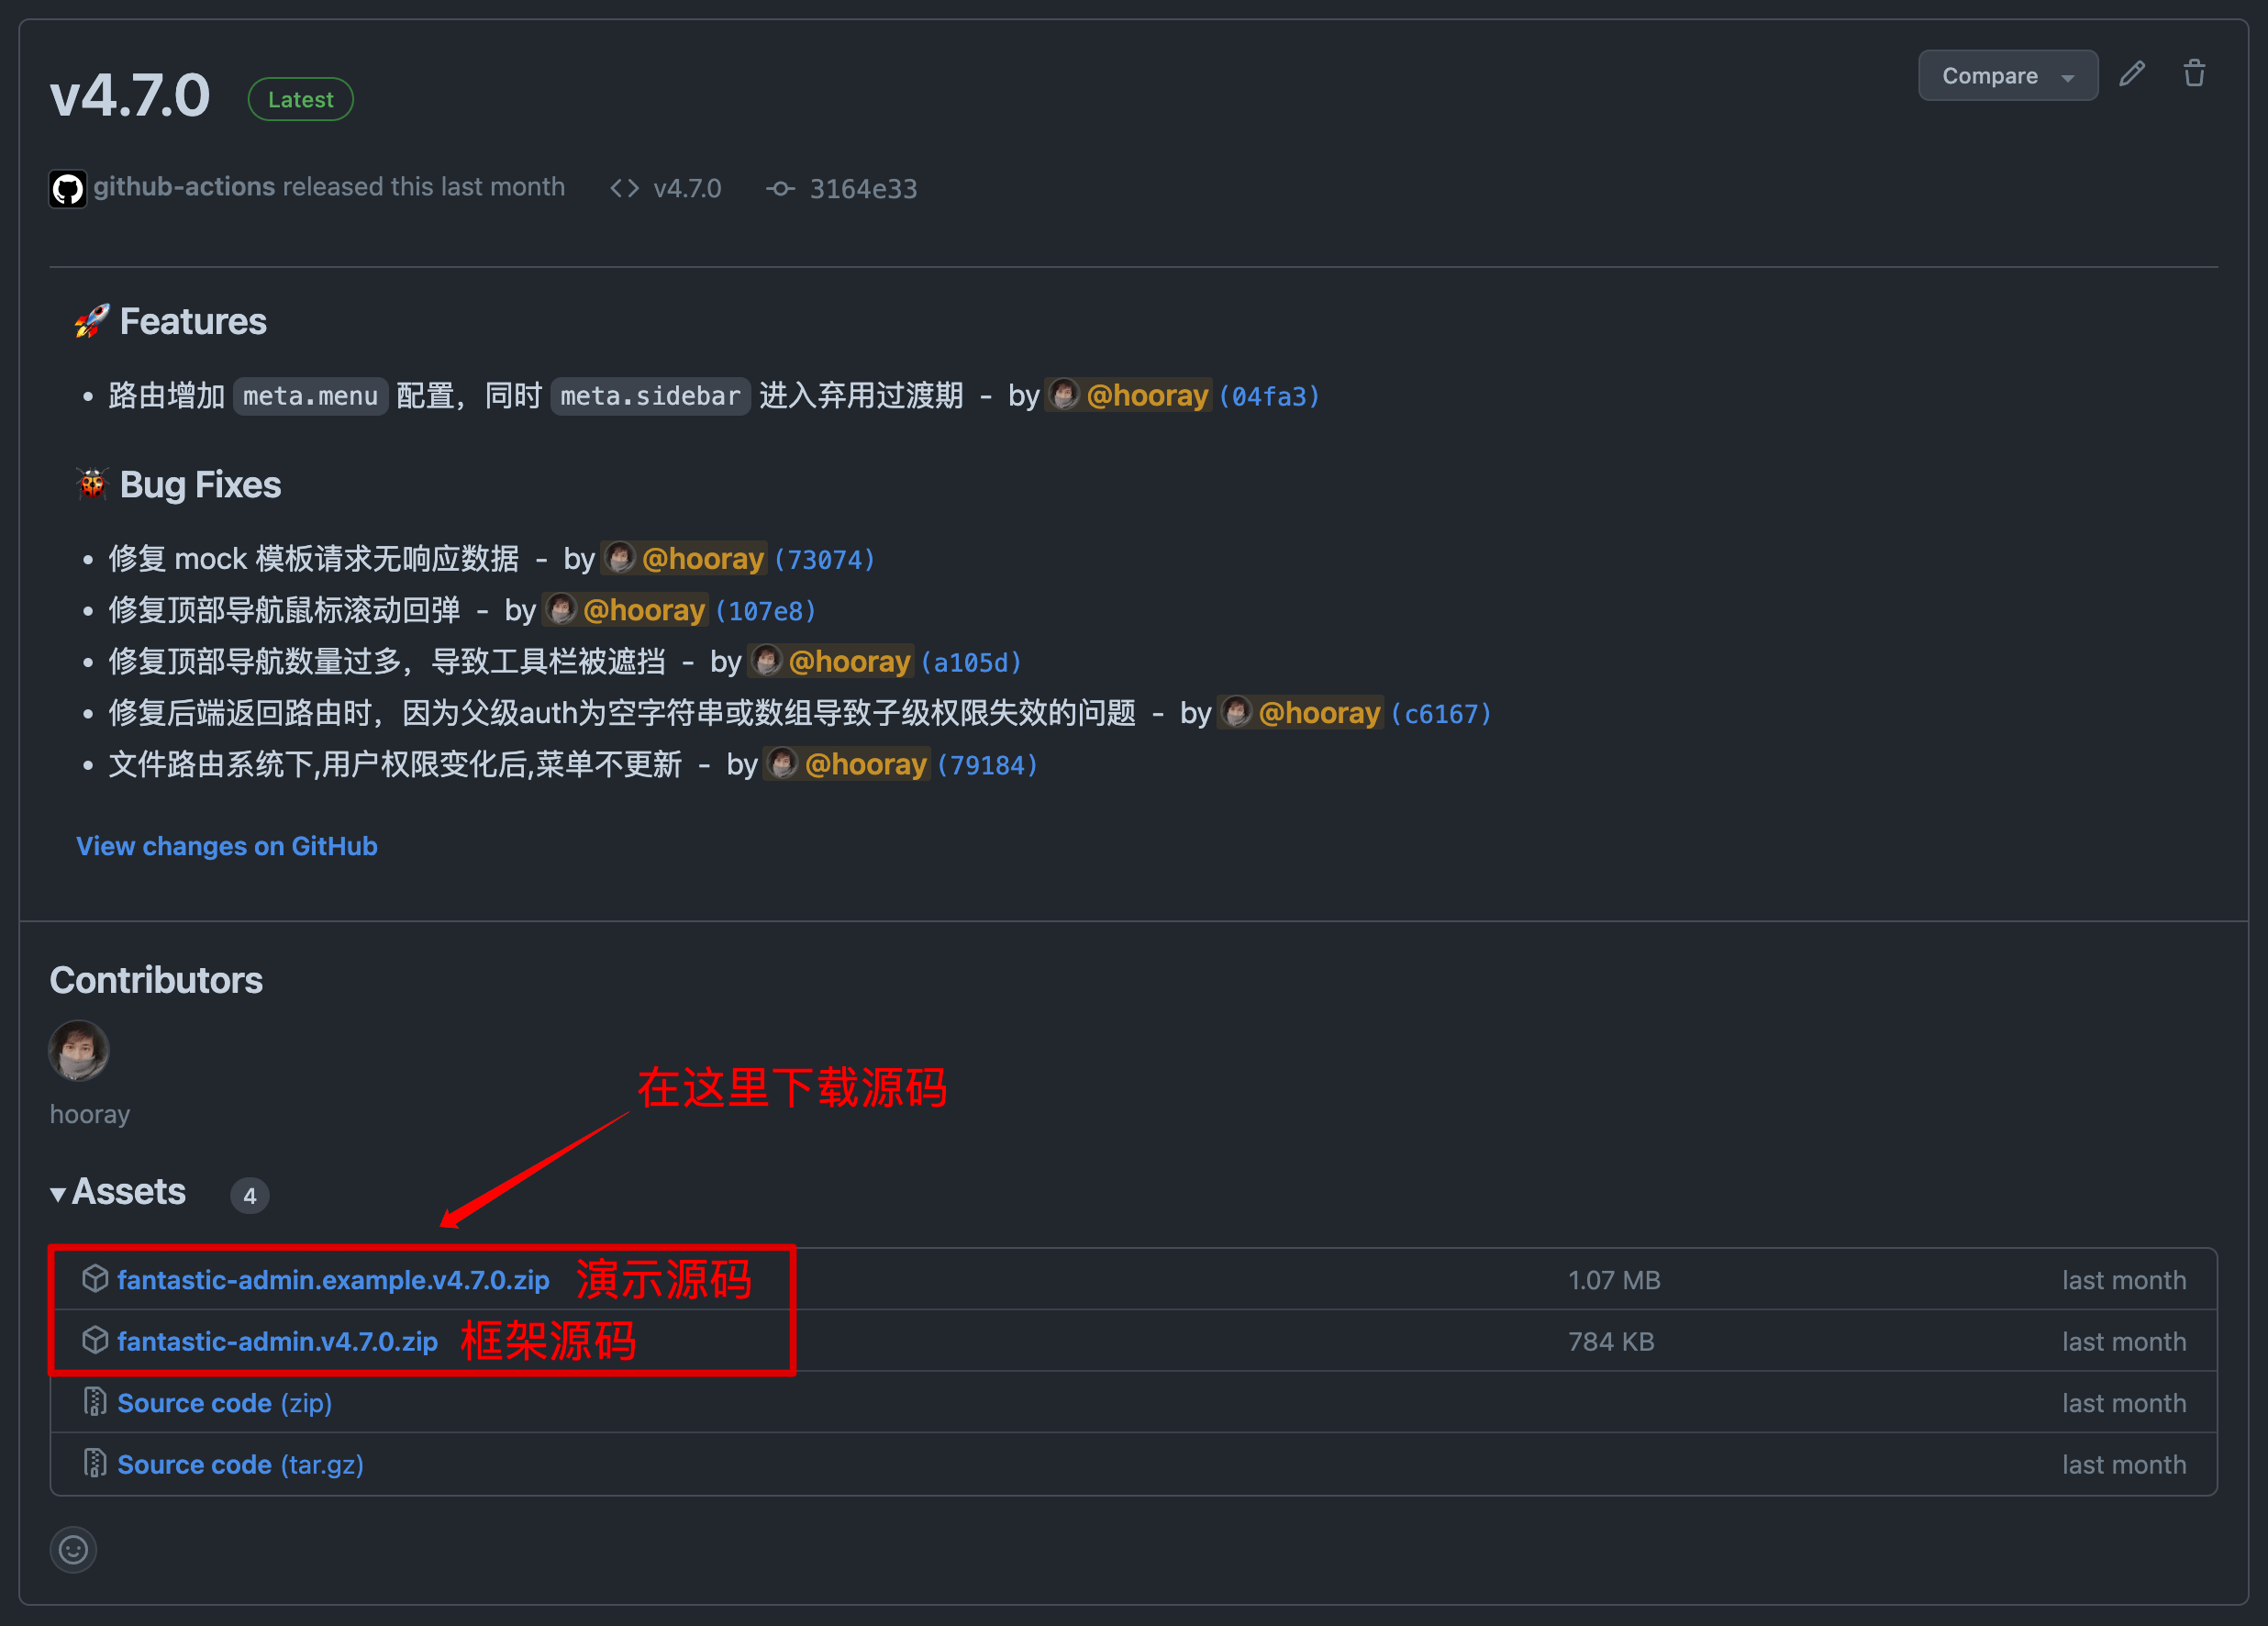 v4.7.0 Latest Compare
github-actions released this last month v4.7.0 3164e33
🚀 Features
• 路由增加 meta.menu 配置，同时 meta.sidebar 进入弃用过渡期 - by @hooray (04fa3)
🐞 Bug Fixes
• 修复 mock 模板请求无响应数据 - by @hooray (73074)
• 修复顶部导航鼠标滚动回弹 - by @hooray (107e8)
• 修复顶部导航数量过多，导致工具栏被遮挡 - by @hooray (a105d)
• 修复后端返回路由时，因为父级auth为空字符串或数组导致子级权限失效的问题 - by @hooray (c6167)
• 文件路由系统下,用户权限变化后,菜单不更新 - by @hooray (79184)
View changes on GitHub
Contributors
在这里下载源码
hooray
Assets 4
fantastic-admin.example.v4.7.0.zip 演示源码 1.07 MB last month
fantastic-admin.v4.7.0.zip 框架源码 784 KB last month
Source code (zip) last month
Source code (tar.gz) last month